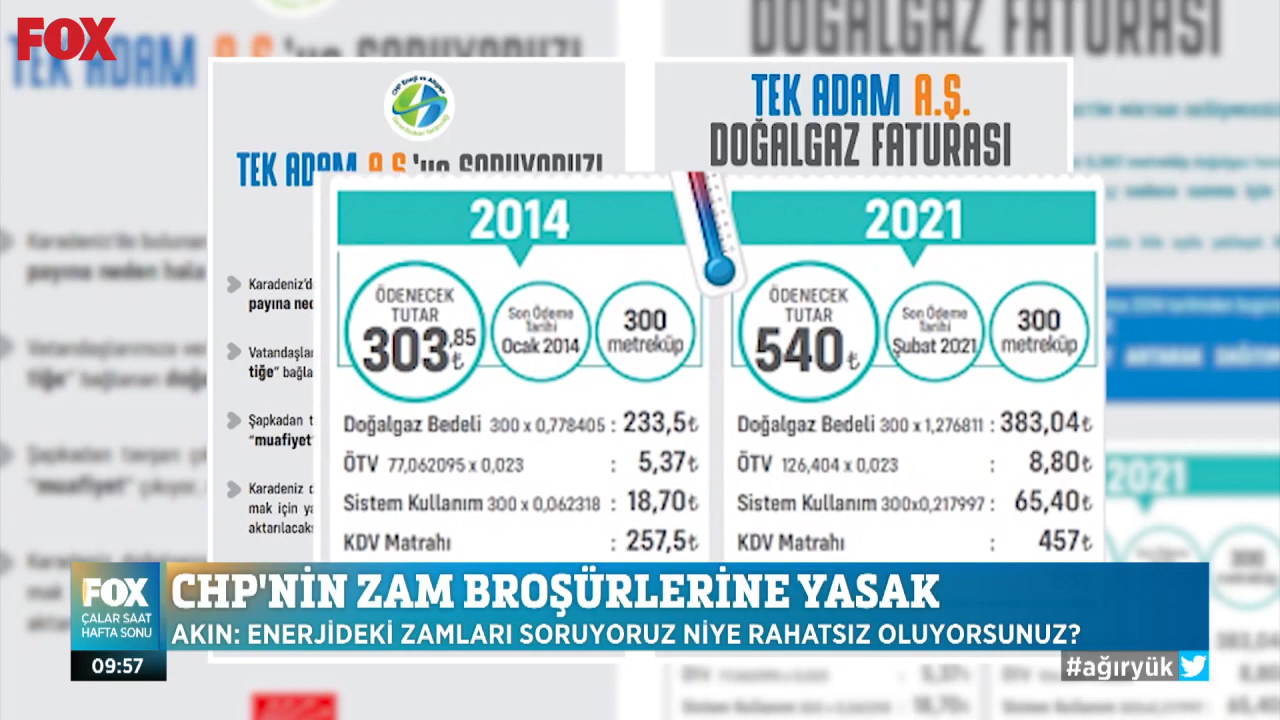 FOX
TEK ADAM A.Ş.
DOĞALGAZ FATURASI
CHP Enerji ve Altyapı
TEK ADAM A.Ş.'ye SORUYORUZ!
Karadeniz'd
payına ned
Vatandaşlar
tiğe" bağla
Şapkadan t
"muafiyet"
Karadeniz d
mak için ya
aktarılacaks
2014
ÖDENECEK
TUTAR
303,85₺
Son Ödeme
Tarihi
Ocak 2014
300
metreküp
Doğalgaz Bedeli 300 x 0,778405 : 233,5₺
ÖTV 77,062095 x 0,023 : 5,37₺
Sistem Kullanım 300 x 0,062318 : 18,70₺
KDV Matrahı : 257,5₺
2021
ÖDENECEK
TUTAR
540₺
Son Ödeme
Tarihi
Şubat 2021
300
metreküp
Doğalgaz Bedeli 300 x 1,276811 : 383,04₺
ÖTV 126,404 x 0,023 : 8,80₺
Sistem Kullanım 300x0,217997 : 65,40₺
KDV Matrahı : 457₺
FOX
ÇALAR SAAT
HAFTA SONU
09:57
CHP'NİN ZAM BROŞÜRLERİNE YASAK
AKIN: ENERJİDEKİ ZAMLARI SORUYORUZ NİYE RAHATSIZ OLUYORSUNUZ?
#ağıryük